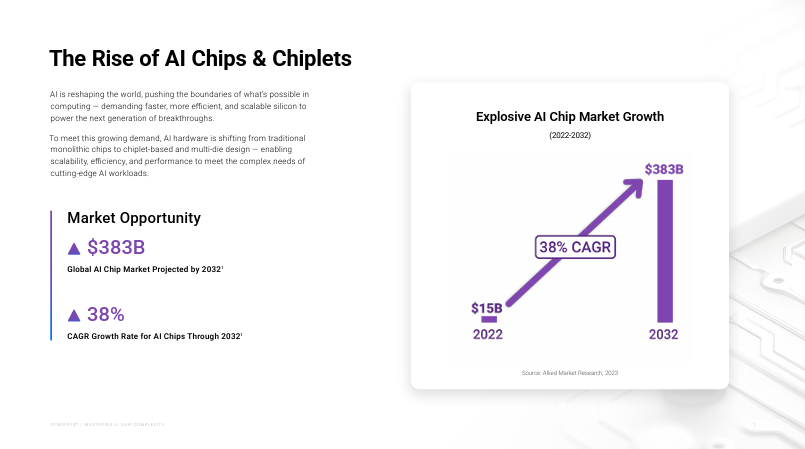 The Rise of AI Chips & Chiplets
AI is reshaping the world, pushing the boundaries of what's possible in
computing — demanding faster, more efficient, and scalable silicon to
power the next generation of breakthroughs.
To meet this growing demand, AI hardware is shifting from traditional
monolithic chips to chiplet-based and multi-die design — enabling
scalability, efficiency, and performance to meet the complex needs of
cutting-edge AI workloads.
Market Opportunity
$383B
Global AI Chip Market Projected by 2032¹
38%
CAGR Growth Rate for AI Chips Through 2032¹
Explosive AI Chip Market Growth
(2022-2032)
$383B
38% CAGR
$15B
2022
2032
Source: Allied Market Research, 2023
| MASTERING AI CHIP COMPLEXITY